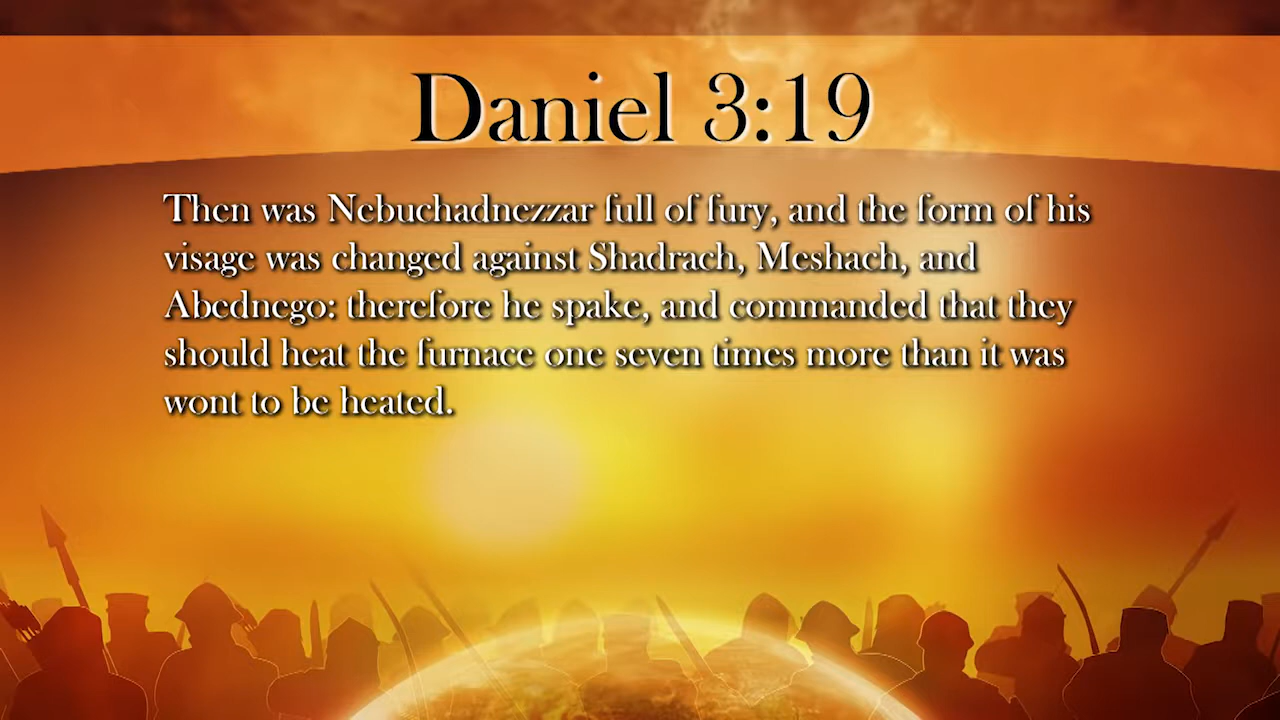 Daniel 3:19
Then was Nebuchadnezzar full of fury, and the form of his
visage was changed against Shadrach, Meshach, and
Abednego: therefore he spake, and commanded that they
should heat the furnace one seven times more than it was
wont to be heated.